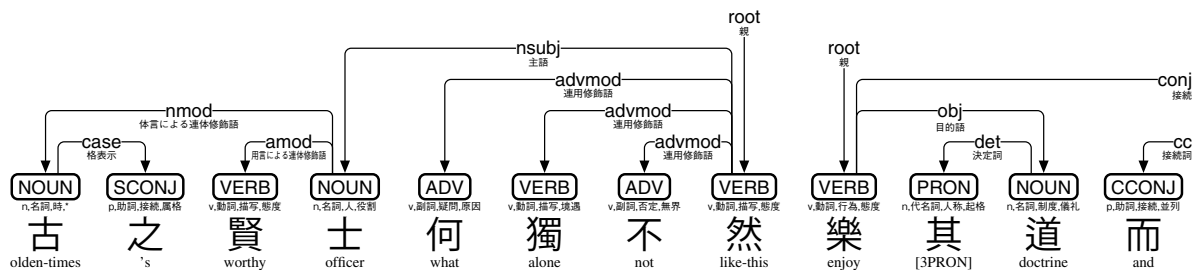 root root
親 親
nsubj
主語
advmod conj
連用修飾語 接続
nmod advmod obj
体言による連体修飾語 連用修飾語 目的語
case amod advmod det cc
格表示 用言による連体修飾語 連用修飾語 決定詞 接続詞
NOUN SCONJ VERB NOUN ADV VERB ADV VERB VERB PRON NOUN CCONJ
n,名詞,時,* p,助詞,接続,属格 v,動詞,描写,態度 n,名詞,人,役割 v,副詞,疑問,原因 v,動詞,描写,境遇 v,副詞,否定,無界 v,動詞,描写,態度 v,動詞,行為,態度 n,代名詞,人称,起格 n,名詞,制度,儀礼 p,助詞,接続,並列
古 之 賢 士 何 獨 不 然 樂 其 道 而
olden-times 's worthy officer what alone not like-this enjoy [3PRON] doctrine and